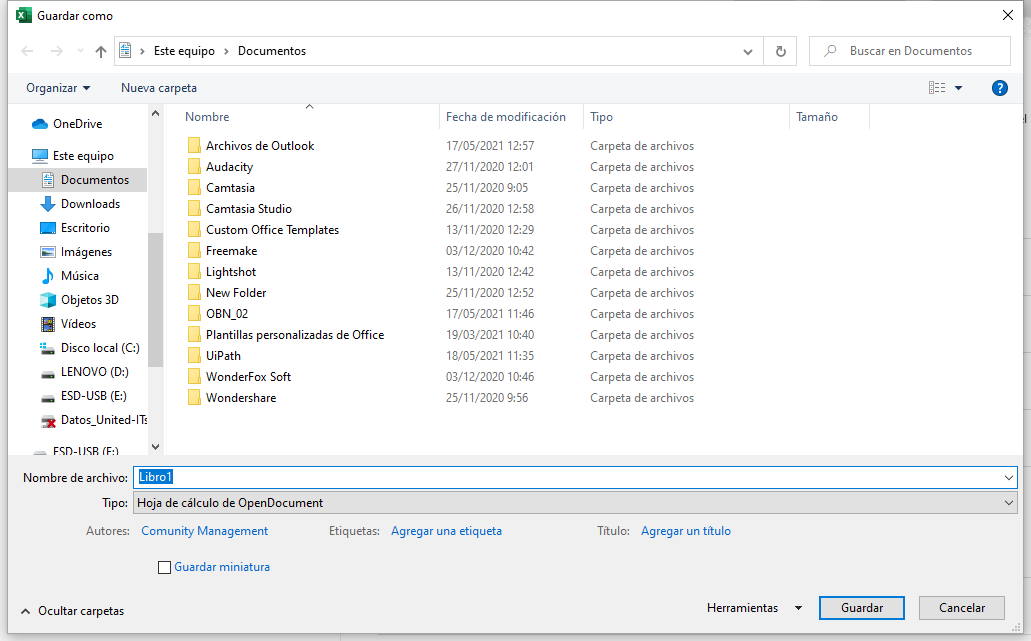 Guardar como
Este equipo > Documentos
Buscar en Documentos
Organizar
Nueva carpeta
OneDrive
Este equipo
Documentos
Downloads
Escritorio
Imágenes
Música
Objetos 3D
Vídeos
Disco local (C:)
LENOVO (D:)
ESD-USB (E:)
Datos_United-ITs
ESD-USB (E:)
Nombre Fecha de modificación Tipo Tamaño
Archivos de Outlook 17/05/2021 12:57 Carpeta de archivos
Audacity 27/11/2020 12:01 Carpeta de archivos
Camtasia 25/11/2020 9:05 Carpeta de archivos
Camtasia Studio 26/11/2020 12:58 Carpeta de archivos
Custom Office Templates 13/11/2020 12:29 Carpeta de archivos
Freemake 03/12/2020 10:42 Carpeta de archivos
Lightshot 13/11/2020 12:42 Carpeta de archivos
New Folder 25/11/2020 12:52 Carpeta de archivos
OBN_02 17/05/2021 11:46 Carpeta de archivos
Plantillas personalizadas de Office 19/03/2021 10:40 Carpeta de archivos
UiPath 18/05/2021 11:35 Carpeta de archivos
WonderFox Soft 03/12/2020 10:46 Carpeta de archivos
Wondershare 25/11/2020 9:56 Carpeta de archivos
Nombre de archivo: Libro1
Tipo: Hoja de cálculo de OpenDocument
Autores: Comunity Management Etiquetas: Agregar una etiqueta Título: Agregar un título
Guardar miniatura
Ocultar carpetas
Herramientas
Guardar
Cancelar